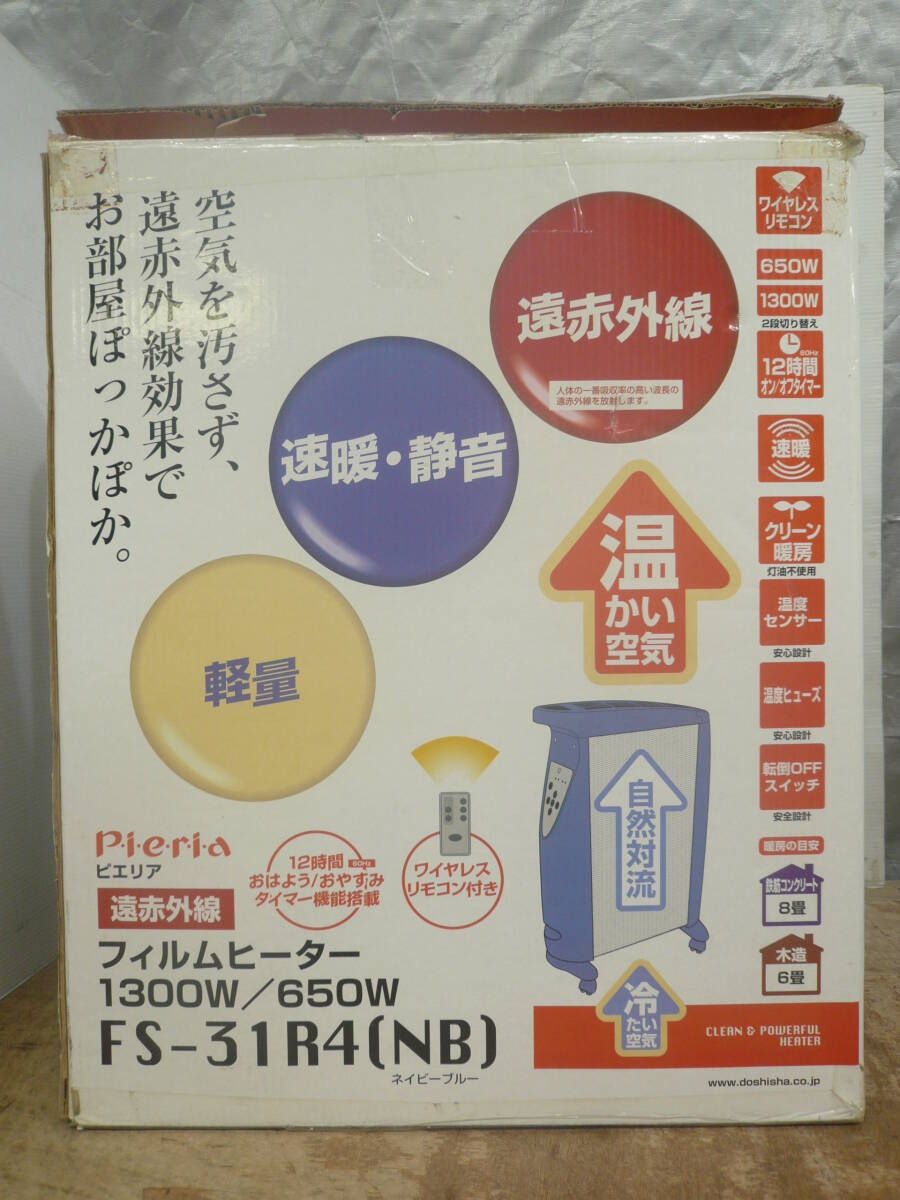 空気を汚さず、
遠赤外線効果で
お部屋ぽっかぽか。
遠赤外線
人体の一番吸収率の高い波長の
遠赤外線を放射します。
速暖・静音
軽量
温
かい
空気
自然対流
冷
たい
空気
ワイヤレス
リモコン
650W
1300W
2段切り替え
60Hz
12時間
オン/オフタイマー
速暖
クリーン
暖房
灯油不使用
温度
センサー
安心設計
温度ヒューズ
安心設計
転倒OFF
スイッチ
安全設計
暖房の目安
鉄筋コンクリート
8畳
木造
6畳
P·i·e·r·i·a
ピエリア
12時間 60Hz
おはよう/おやすみ
タイマー機能搭載
ワイヤレス
リモコン付き
遠赤外線
フィルムヒーター
1300W/650W
FS-31R4(NB)
ネイビーブルー
CLEAN & POWERFUL
HEATER
www.doshisha.co.jp